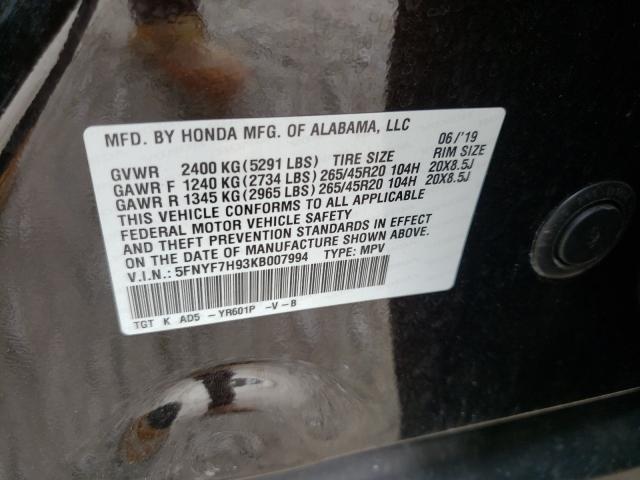 MFD. BY HONDA MFG. OF ALABAMA, LLC 06/'19
GVWR 2400 KG(5291 LBS) TIRE SIZE RIM SIZE
GAWR F 1240 KG(2734 LBS) 265/45R20 104H 20X8.5J
GAWR R 1345 KG(2965 LBS) 265/45R20 104H 20X8.5J
THIS VEHICLE CONFORMS TO ALL APPLICABLE
FEDERAL MOTOR VEHICLE SAFETY
AND THEFT PREVENTION STANDARDS IN EFFECT
ON THE DATE OF MANUFACTURE SHOWN ABOVE.
V.I.N.: 5FNYF7H93KB007994 TYPE: MPV
TGT K AD5 -YR601P -V-B